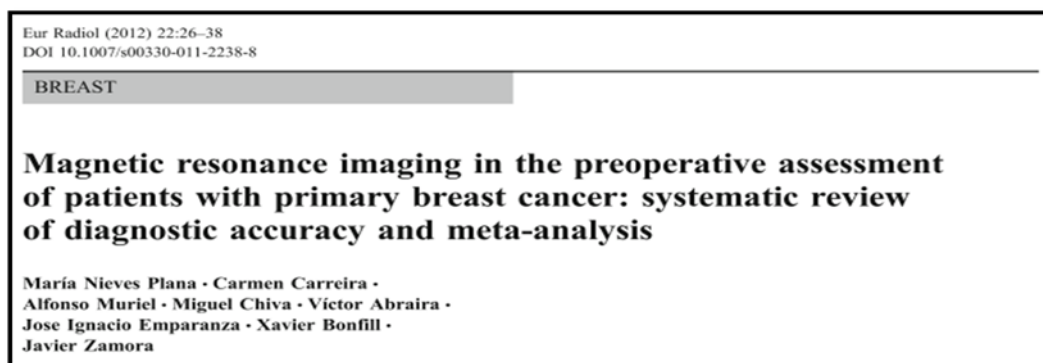 Eur Radiol (2012) 22:26–38
DOI 10.1007/s00330-011-2238-8
BREAST
Magnetic resonance imaging in the preoperative assessment
of patients with primary breast cancer: systematic review
of diagnostic accuracy and meta-analysis
María Nieves Plana · Carmen Carreira ·
Alfonso Muriel · Miguel Chiva · Víctor Abraira ·
Jose Ignacio Emparanza · Xavier Bonfill ·
Javier Zamora